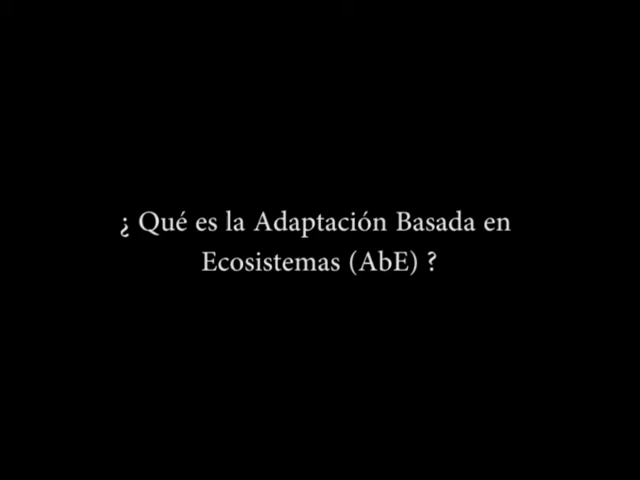 ¿ Qué es la Adaptación Basada en
Ecosistemas (AbE) ?